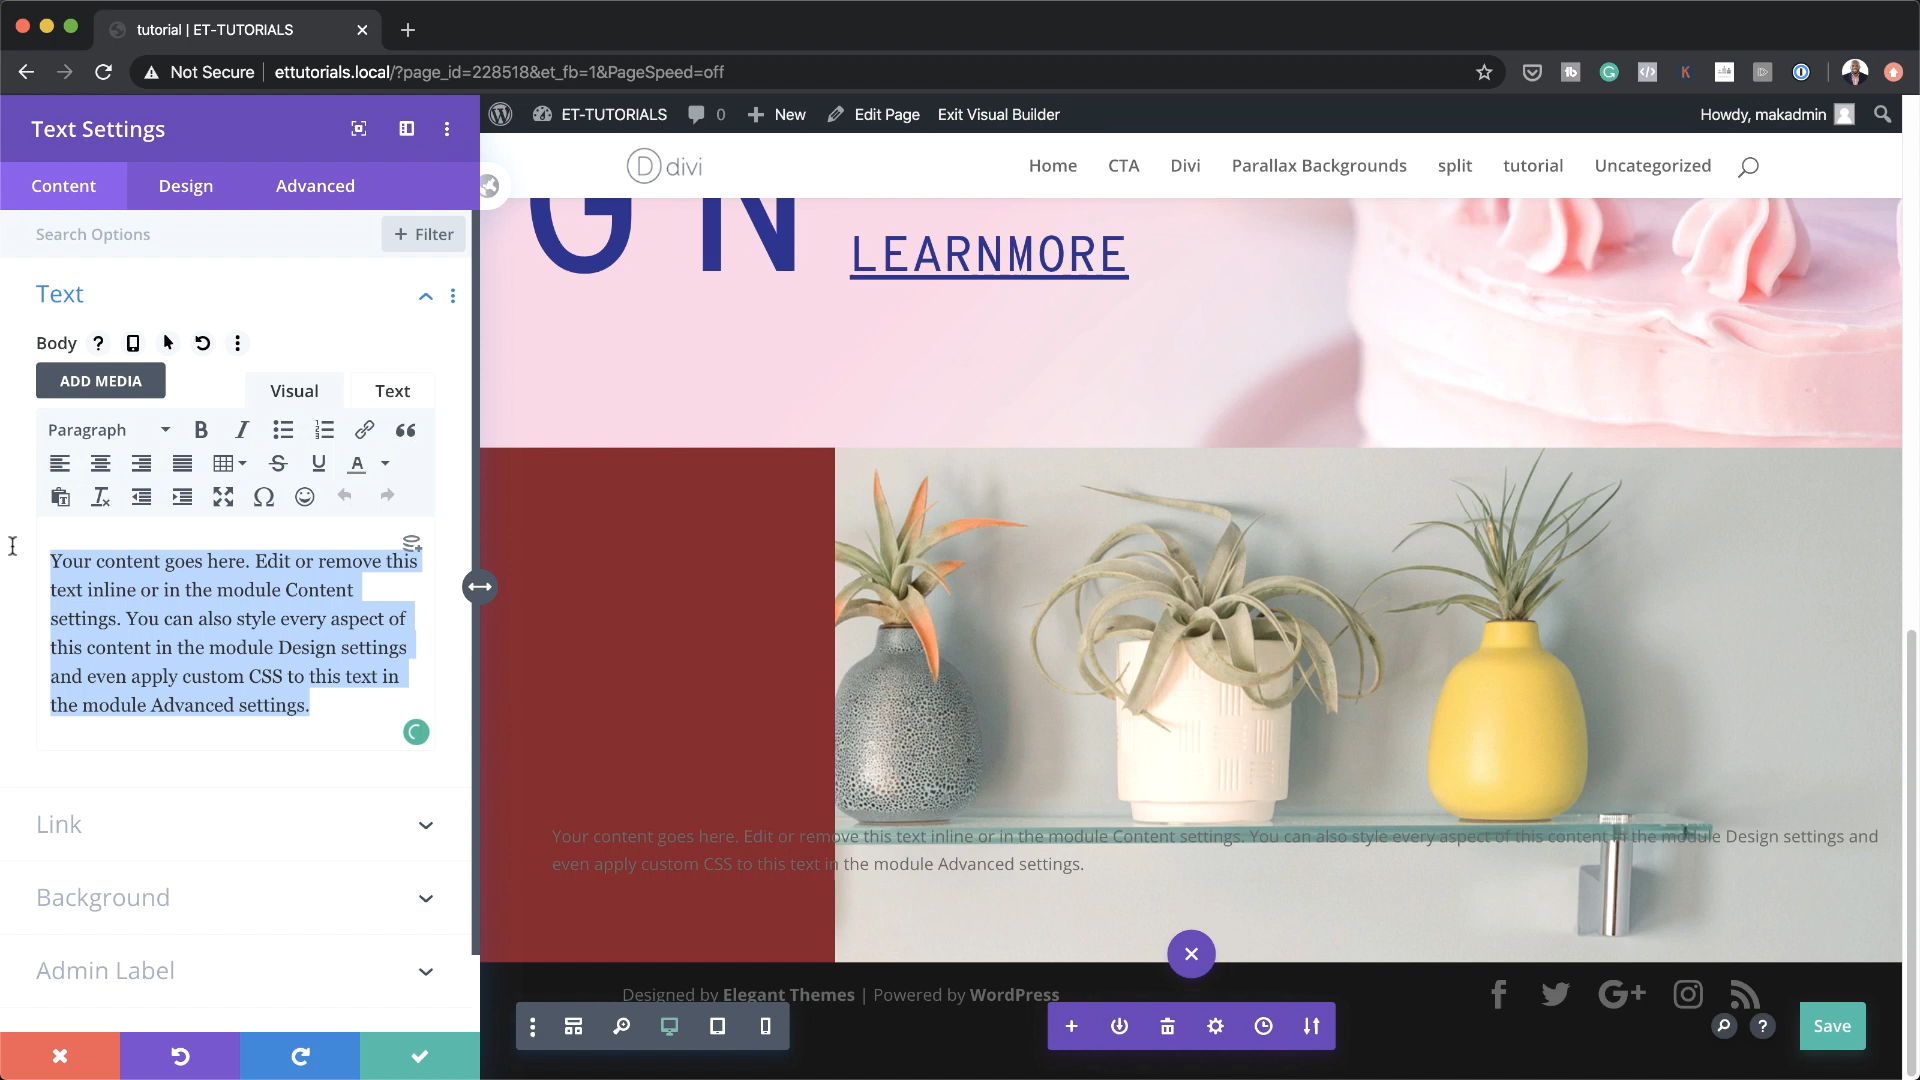 tutorial | ET-TUTORIALS
Not Secure
ettutorials.local/?page_id=228518&et_fb=1&PageSpeed=off
Text Settings
ET-TUTORIALS
0
New
Edit Page
Exit Visual Builder
Howdy, makadmin
Content
Design
Advanced
divi
Home
CTA
Divi
Parallax Backgrounds
split
tutorial
Uncategorized
Search Options
+ Filter
G N
LEARNMORE
Text
Body
ADD MEDIA
Visual
Text
Paragraph
Your content goes here. Edit or remove this
text inline or in the module Content
settings. You can also style every aspect of
this content in the module Design settings
and even apply custom CSS to this text in
the module Advanced settings.
Link
Background
Admin Label
Your content goes here. Edit or remove this text inline or in the module Content settings. You can also style every aspect of this content in the module Design settings and
even apply custom CSS to this text in the module Advanced settings.
Designed by Elegant Themes | Powered by WordPress
Save